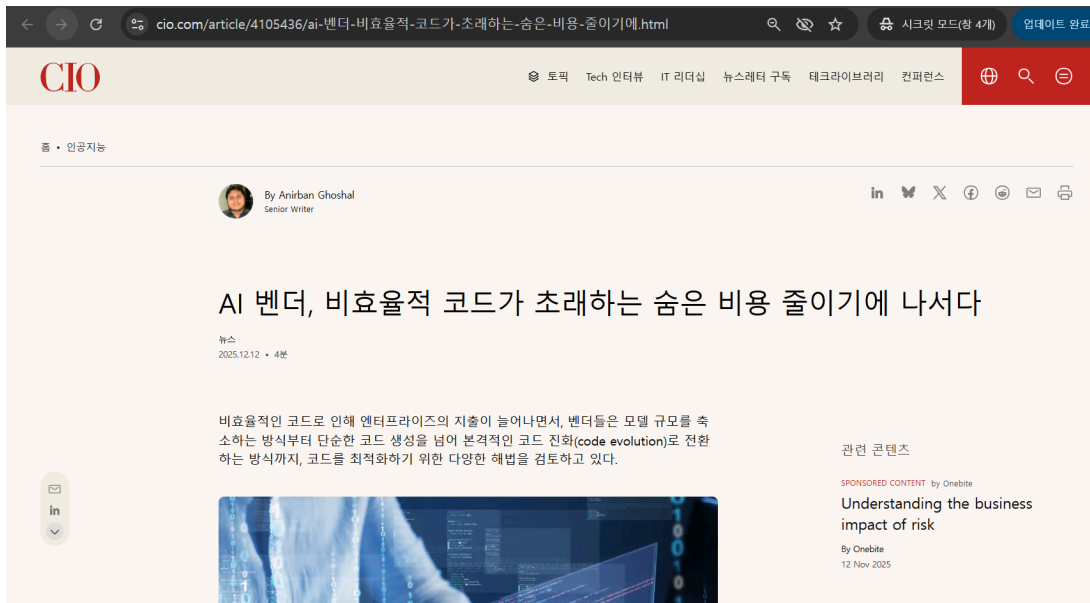 cio.com/article/4105436/ai-벤더-비효율적-코드가-초래하는-숨은-비용-줄이기에.html
시크릿 모드(창 4개)
업데이트 완료
CIO
토픽
Tech 인터뷰
IT 리더십
뉴스레터 구독
테크라이브러리
컨퍼런스
홈 • 인공지능
By Anirban Ghoshal
Senior Writer
AI 벤더, 비효율적 코드가 초래하는 숨은 비용 줄이기에 나서다
뉴스
2025.12.12 • 4분
비효율적인 코드로 인해 엔터프라이즈의 지출이 늘어나면서, 벤더들은 모델 규모를 축
소하는 방식부터 단순한 코드 생성을 넘어 본격적인 코드 진화(code evolution)로 전환
하는 방식까지, 코드를 최적화하기 위한 다양한 해법을 검토하고 있다.
관련 콘텐츠
SPONSORED CONTENT by Onebite
Understanding the business
impact of risk
By Onebite
12 Nov 2025